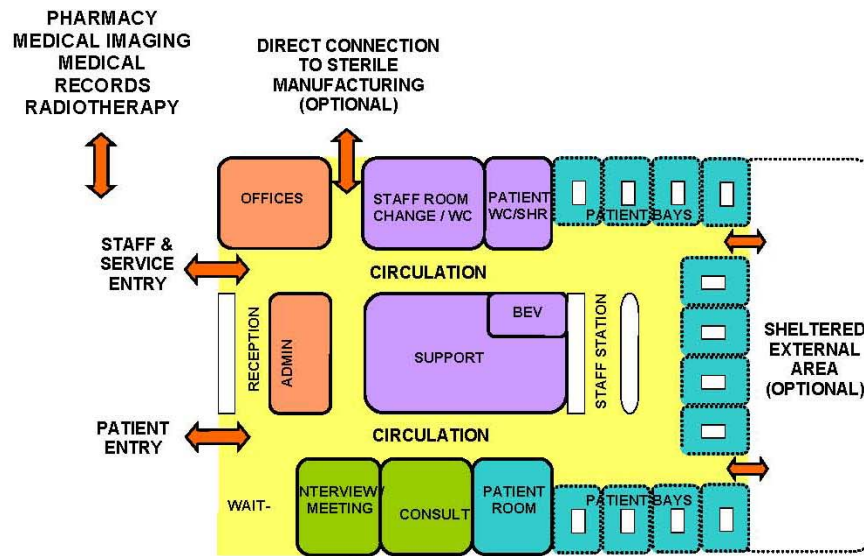 PHARMACY
MEDICAL IMAGING
MEDICAL
RECORDS
RADIOTHERAPY
DIRECT CONNECTION
TO STERILE
MANUFACTURING
(OPTIONAL)
OFFICES
STAFF ROOM
CHANGE / WC
PATIENT
WC/SHR
PATIENT BAYS
STAFF &
SERVICE
ENTRY
CIRCULATION
RECEPTION
ADMIN
SUPPORT
BEV
STAFF STATION
SHELTERED
EXTERNAL
AREA
(OPTIONAL)
PATIENT
ENTRY
CIRCULATION
WAIT-
NTERVIEW/
MEETING
CONSULT
PATIENT
ROOM
PATIENT BAYS